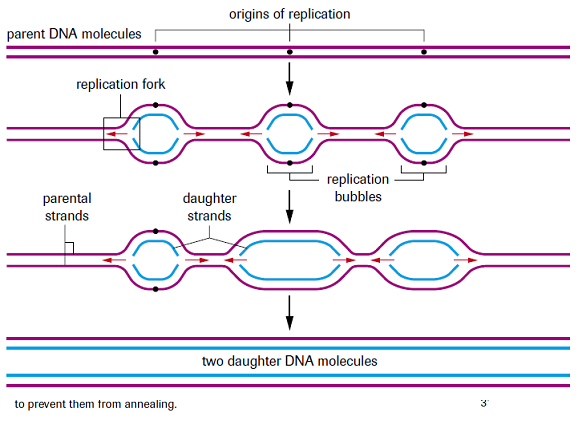 origins of replication
parent DNA molecules
replication fork
replication
bubbles
parental
strands
daughter
strands
two daughter DNA molecules
to prevent them from annealing.
3'